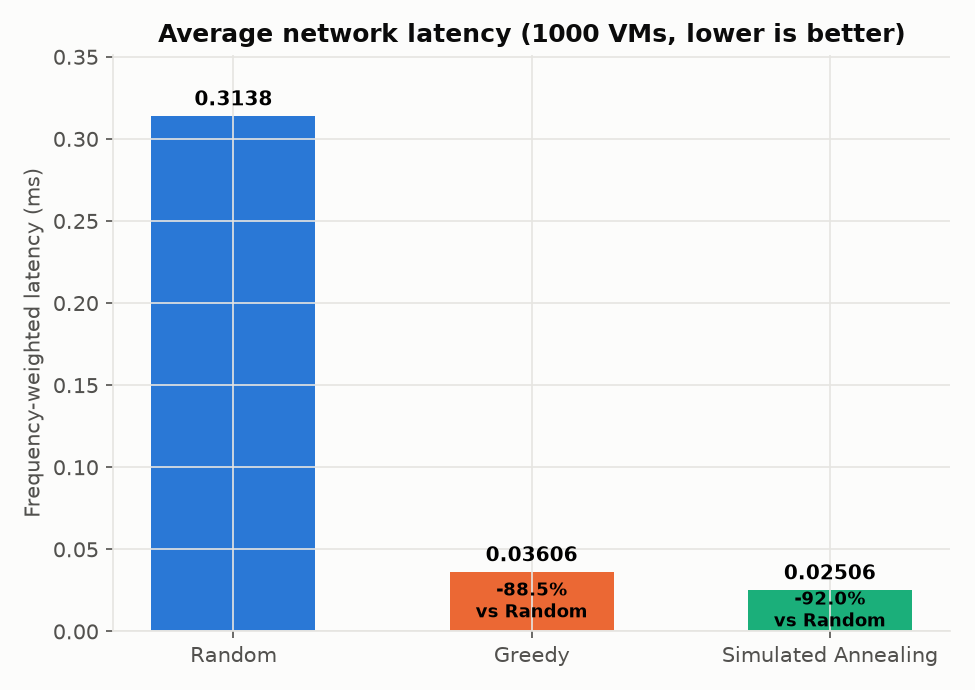 Average network latency (1000 VMs, lower is better)
Frequency-weighted latency (ms)
0.35
0.30
0.25
0.20
0.15
0.10
0.05
0.00
0.3138
0.03606
-88.5%
vs Random
0.02506
-92.0%
vs Random
Random
Greedy
Simulated Annealing